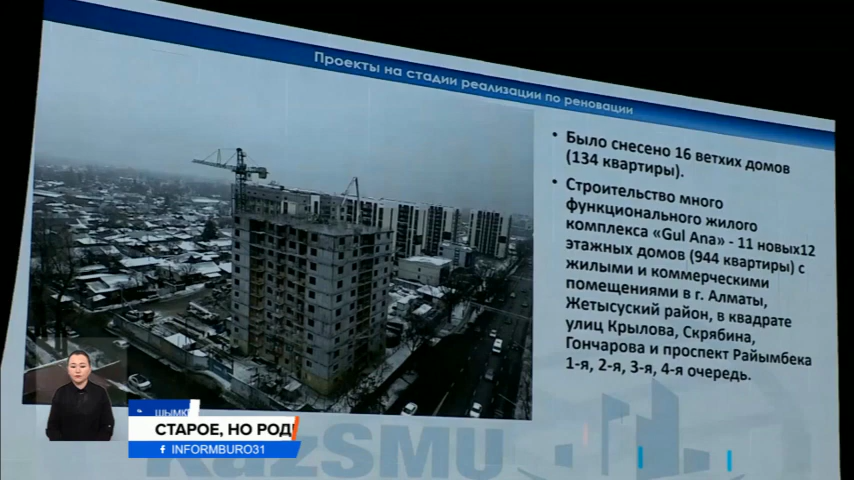 Проекты на стадии реализации по реновации
• Было снесено 16 ветхих домов
(134 квартиры).
• Строительство много
функционального жилого
комплекса «Gul Ana» - 11 новых12
этажных домов (944 квартиры) с
жилыми и коммерческими
помещениями в г. Алматы,
Жетысуский район, в квадрате
улиц Крылова, Скрябина,
Гончарова и проспект Райымбека
1-я, 2-я, 3-я, 4-я очередь.
KazSMU
СТАРОЕ, НО
INFORMBURO31